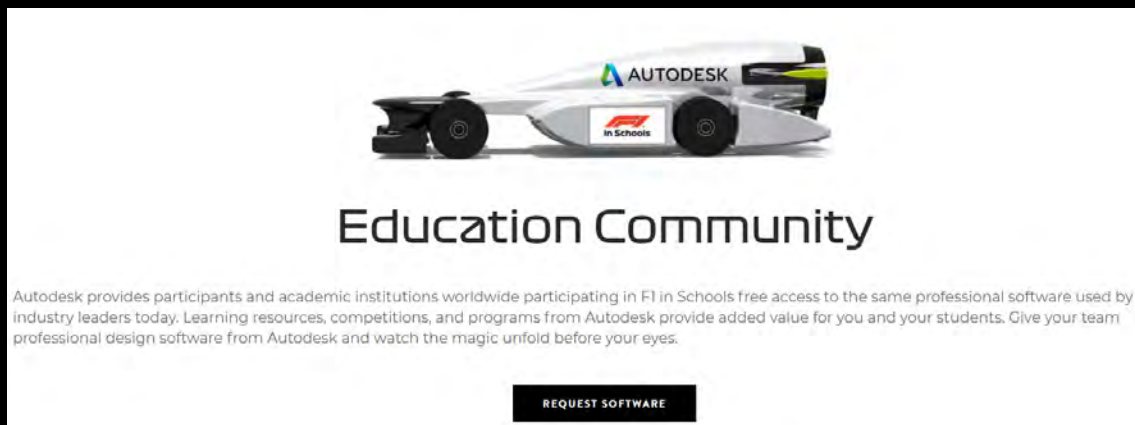 AUTODESK
F1
In Schools
Education Community
Autodesk provides participants and academic institutions worldwide participating in F1 in Schools free access to the same professional software used by
industry leaders today. Learning resources, competitions, and programs from Autodesk provide added value for you and your students. Give your team
professional design software from Autodesk and watch the magic unfold before your eyes.
REQUEST SOFTWARE